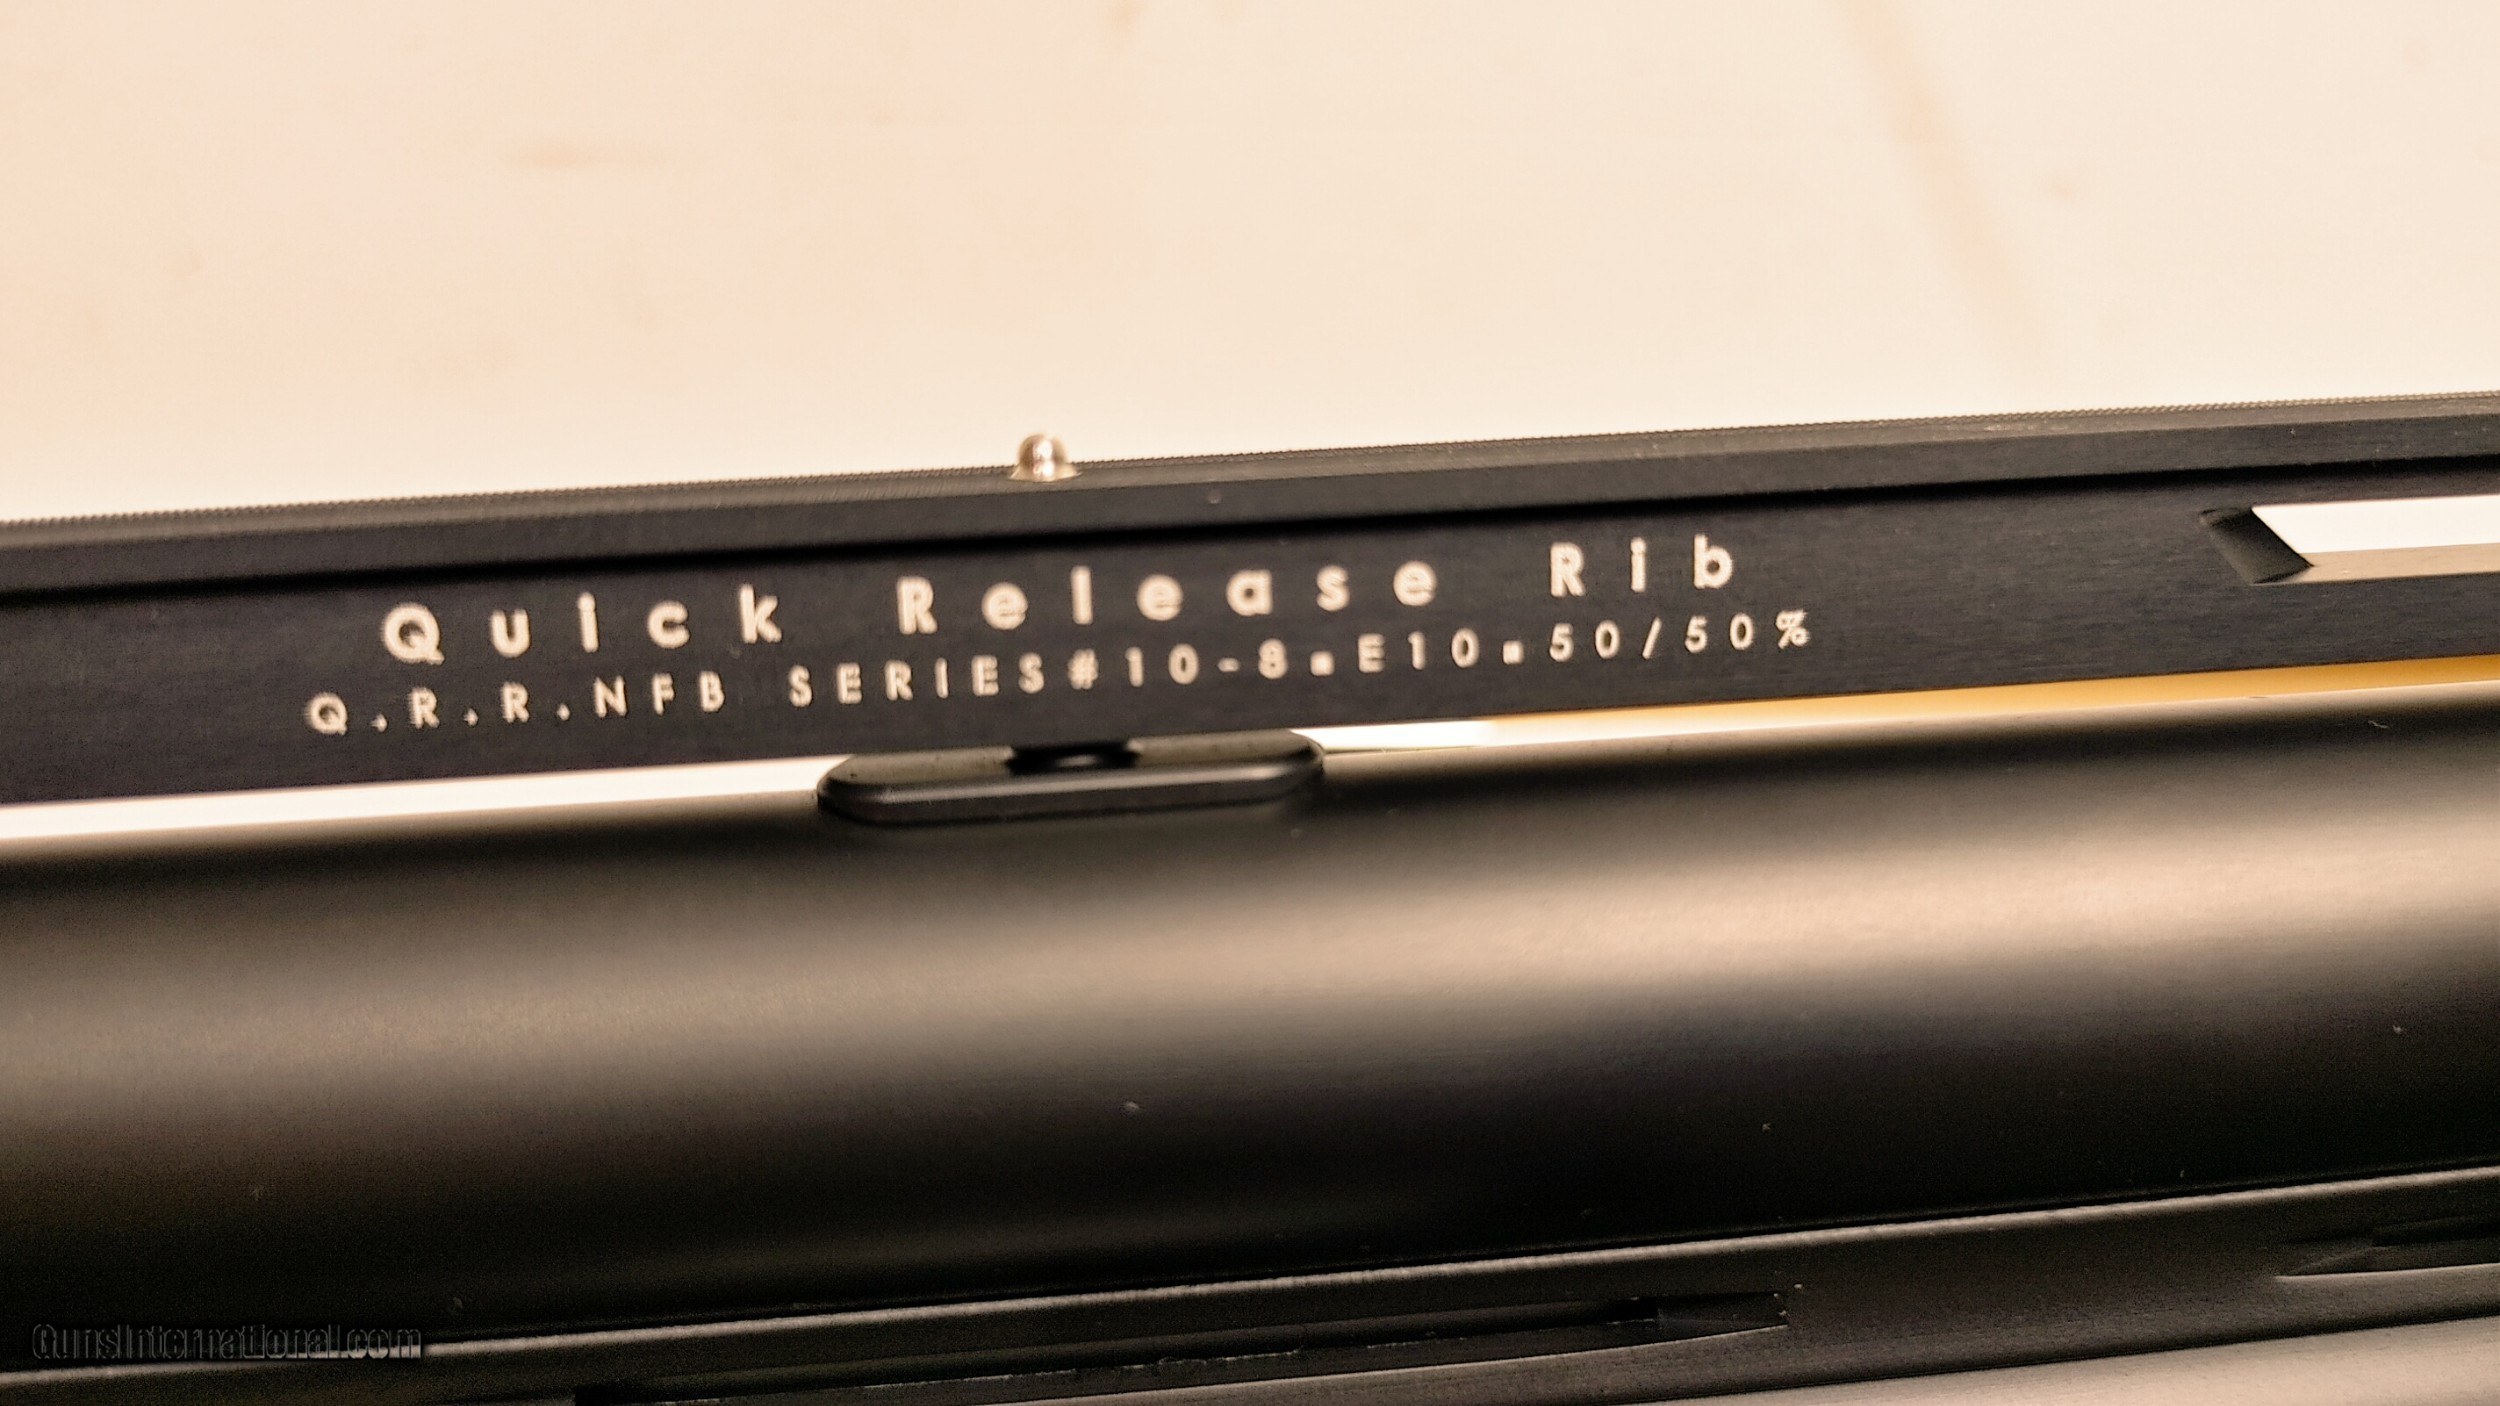 Quick Release Rib
Q.R.R.NFB SERIES#10-8▪E10▪50/50%
GunsInternational.com